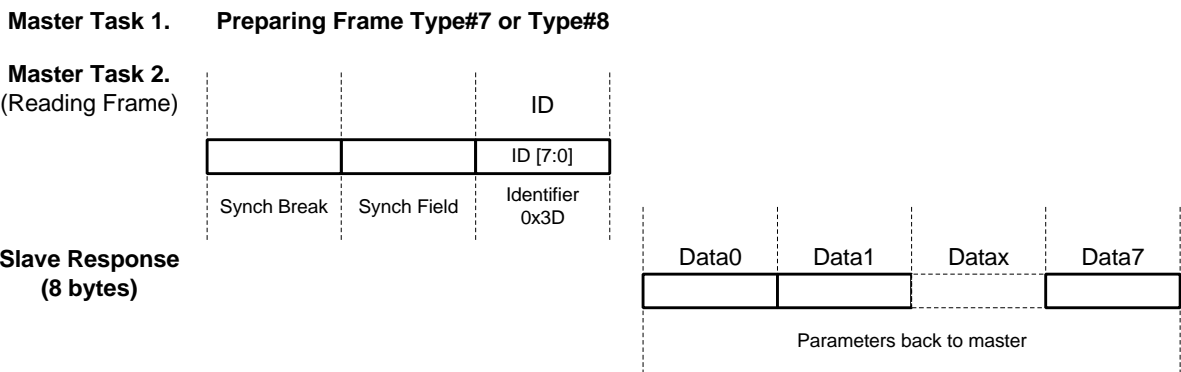 Master Task 1. Preparing Frame Type#7 or Type#8
Master Task 2.
(Reading Frame)
ID
ID [7:0]
Synch Break Synch Field Identifier
0x3D
Slave Response
(8 bytes)
Data0 Data1 Datax Data7
Parameters back to master